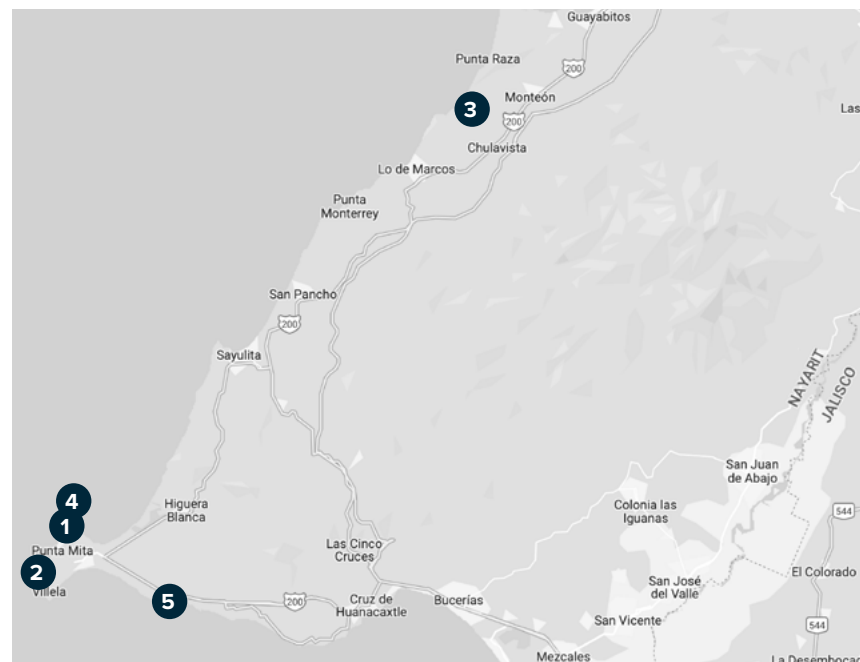 Guayabitos
Punta Raza
200
Monteón
3
200
Las
Chulavista
Lo de Marcos
Punta
Monterrey
San Pancho
200
Sayulita
NAYARIT
JALISCO
San Juan
de Abajo
4
Higuera
Blanca
Colonia las
Iguanas
544
1
Punta Mita
Las Cinco
Cruces
2
Villela
El Colorado
San José
del Valle
5
200
Cruz de
Huanacaxtle
Bucerías
San Vicente
544
Mezcales
La Desemboca